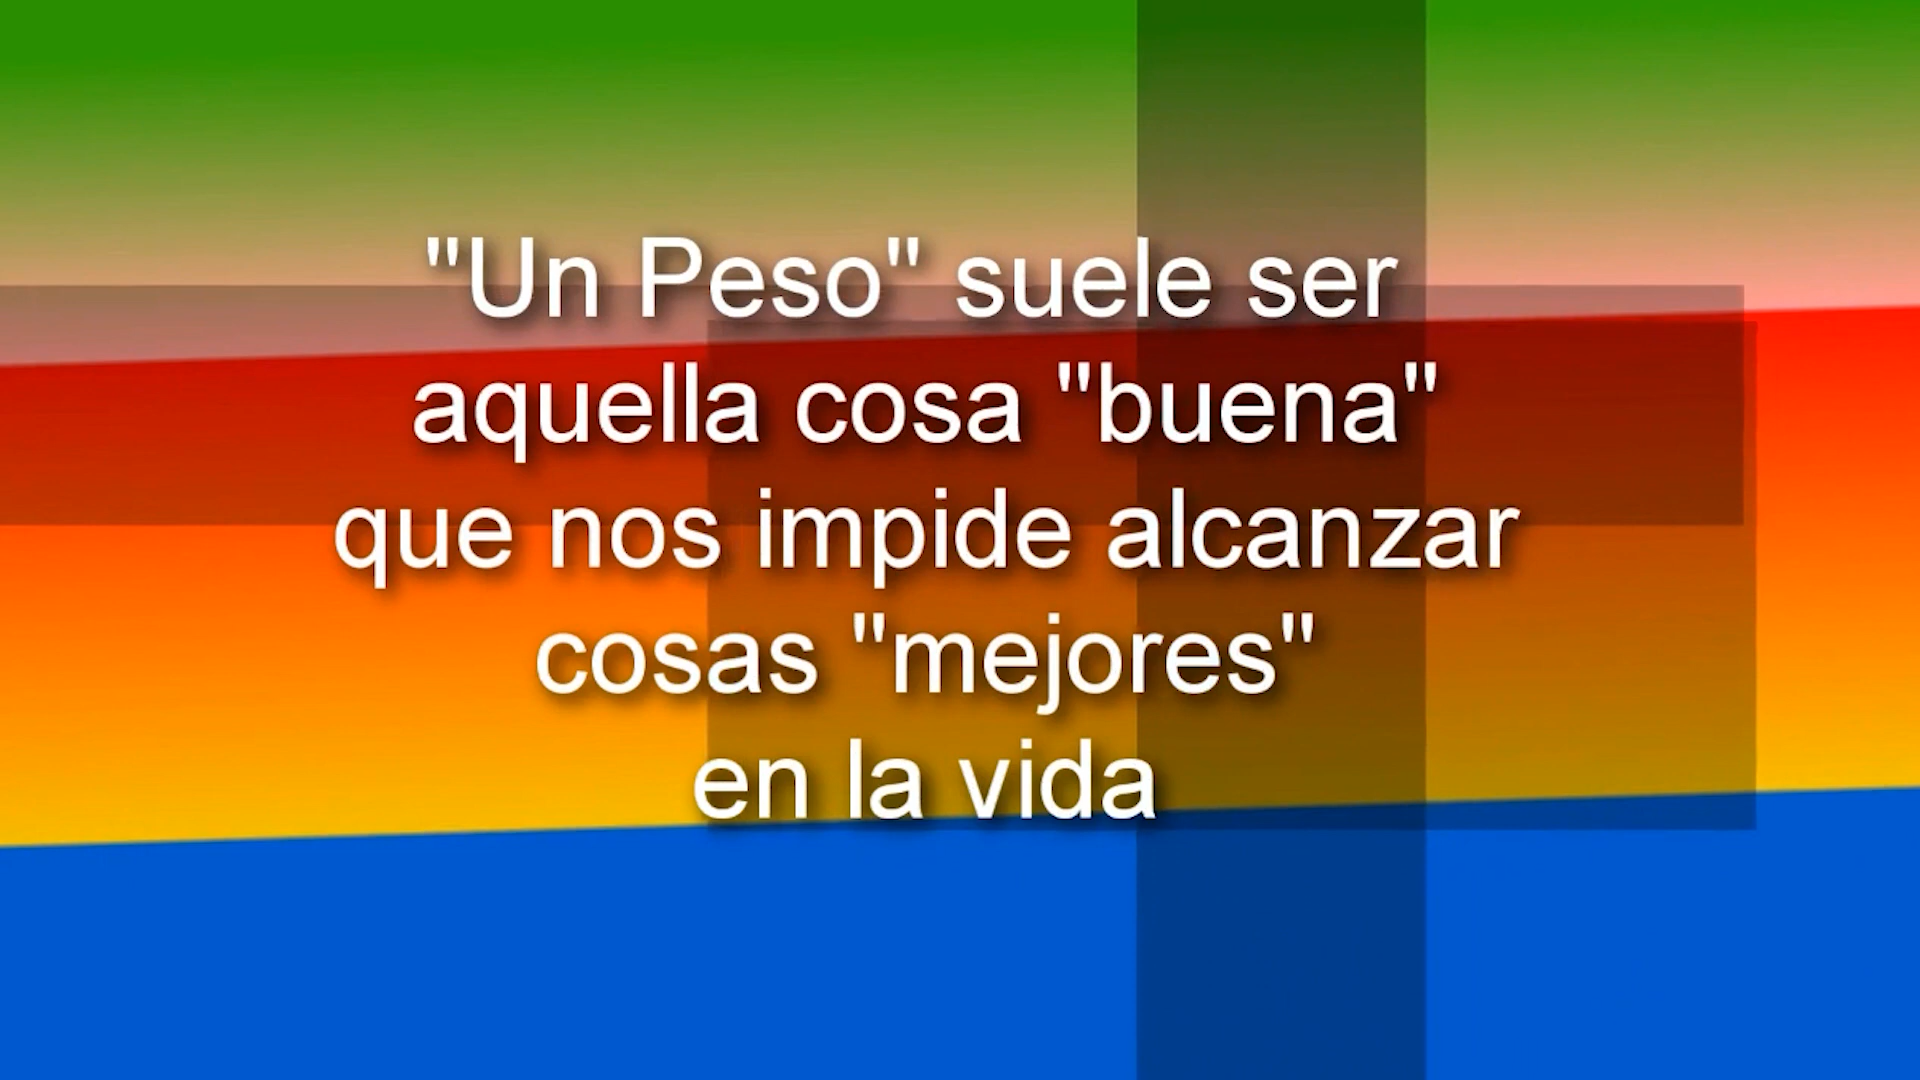 "Un Peso" suele ser
aquella cosa "buena"
que nos impide alcanzar
cosas "mejores"
en la vida